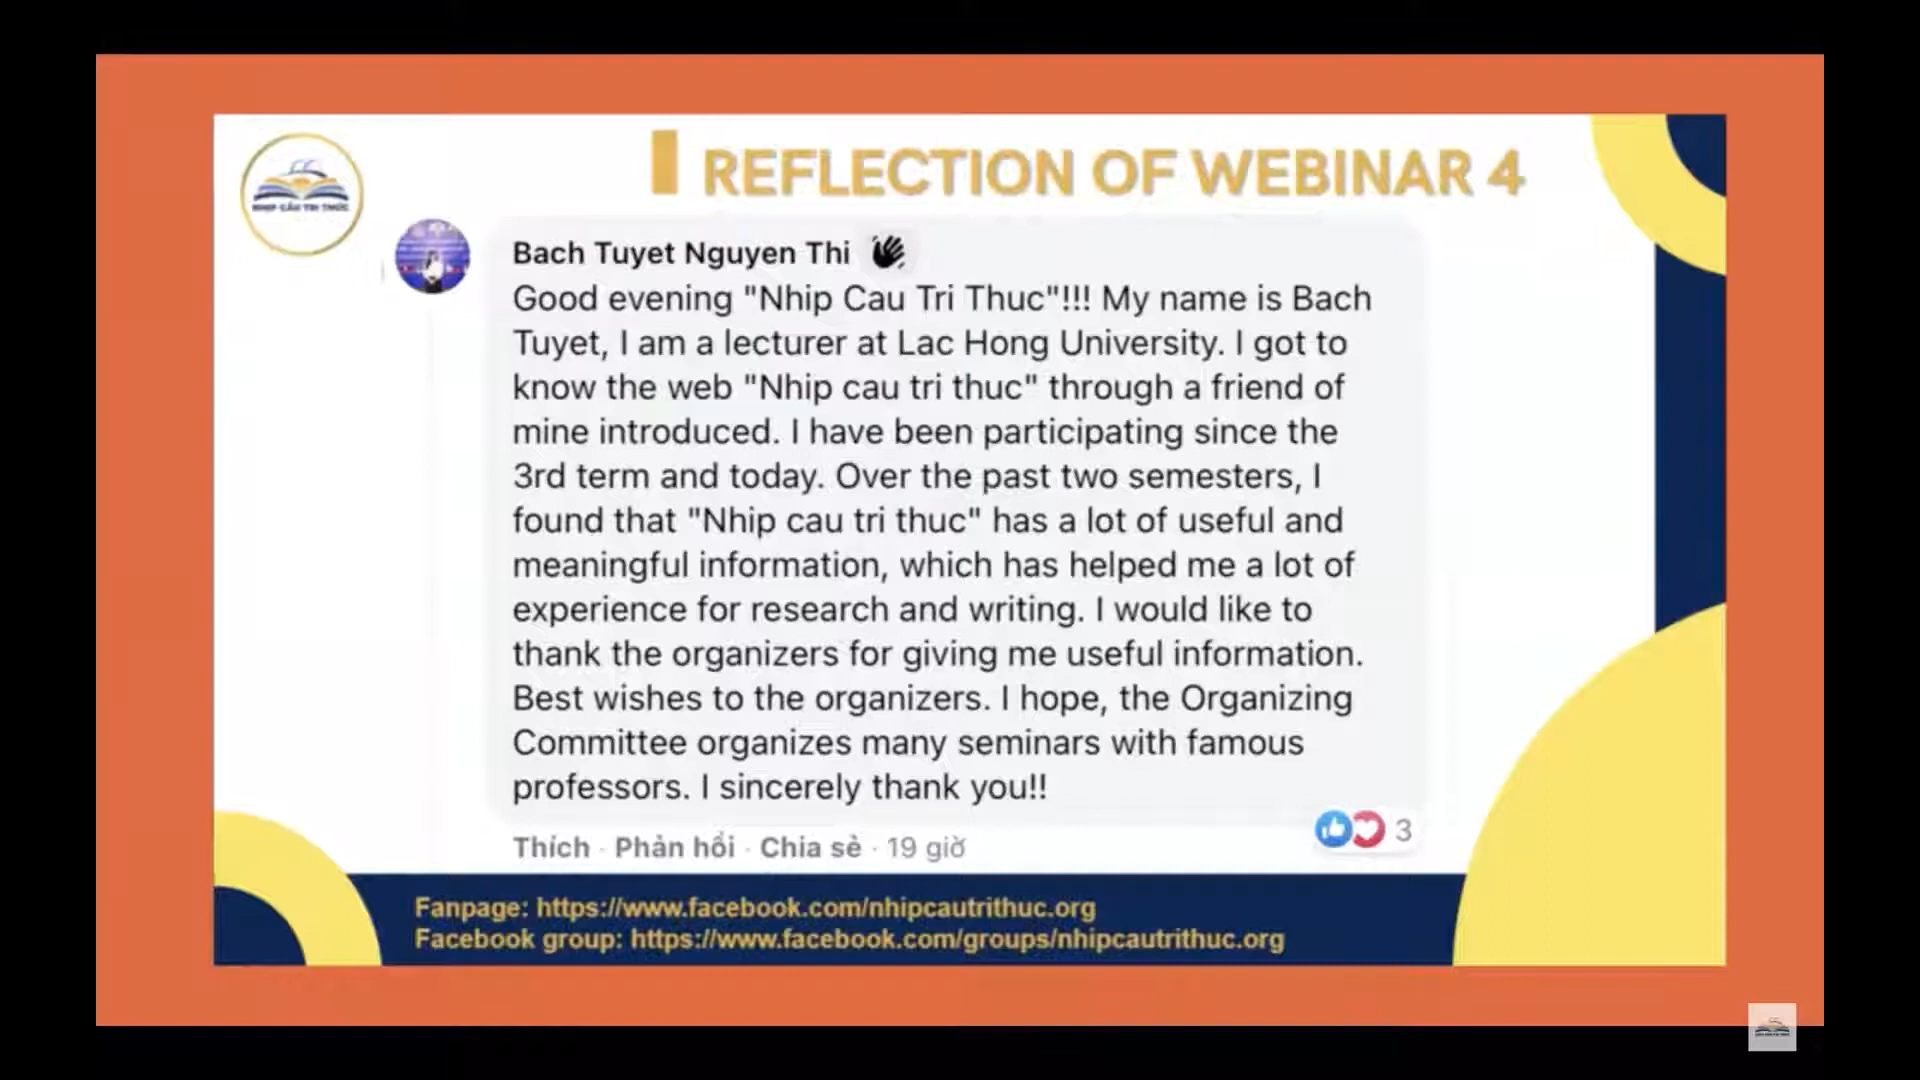 REFLECTION OF WEBINAR 4
NHỊP CẦU TRI THỨC
Bach Tuyet Nguyen Thi
Good evening "Nhip Cau Tri Thuc"!!! My name is Bach
Tuyet, I am a lecturer at Lac Hong University. I got to
know the web "Nhip cau tri thuc" through a friend of
mine introduced. I have been participating since the
3rd term and today. Over the past two semesters, I
found that "Nhip cau tri thuc" has a lot of useful and
meaningful information, which has helped me a lot of
experience for research and writing. I would like to
thank the organizers for giving me useful information.
Best wishes to the organizers. I hope, the Organizing
Committee organizes many seminars with famous
professors. I sincerely thank you!!
3
Thích · Phản hồi · Chia sẻ · 19 giờ
Fanpage: https://www.facebook.com/nhipcautrithuc.org
Facebook group: https://www.facebook.com/groups/nhipcautrithuc.org